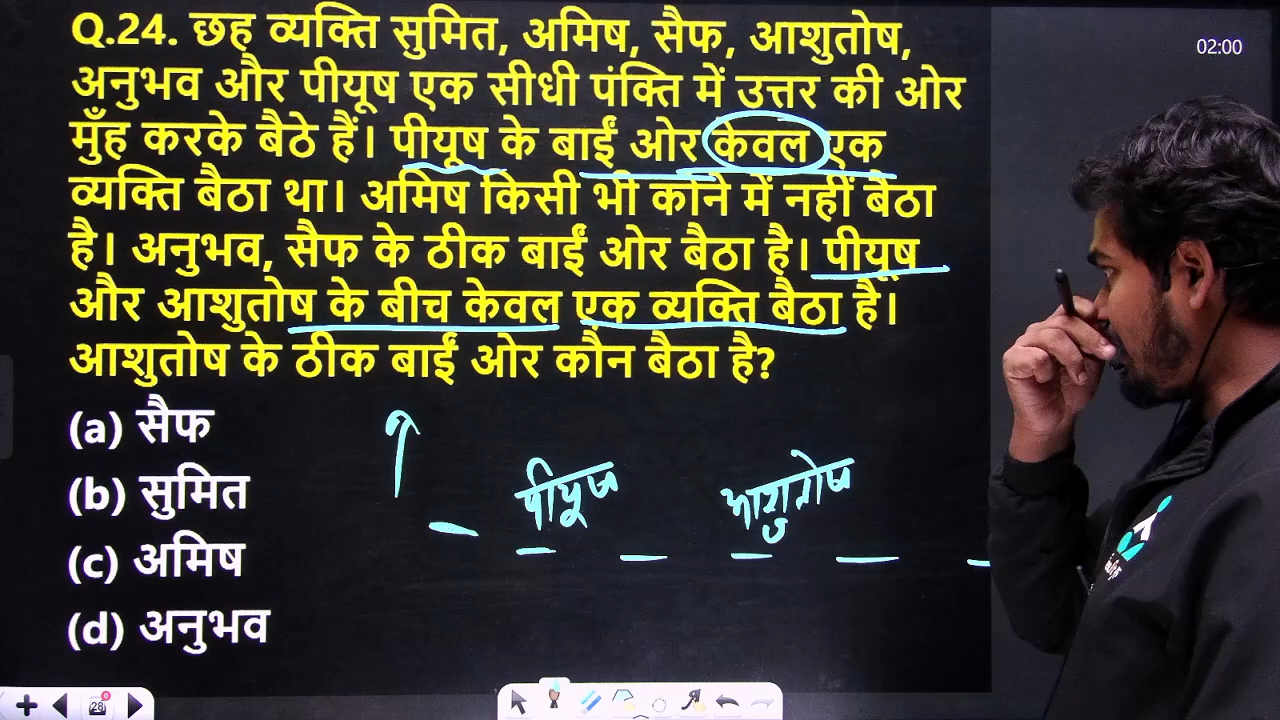 02:00
Q.24. छह व्यक्ति सुमित, अमिष, सैफ, आशुतोष,
अनुभव और पीयूष एक सीधी पंक्ति में उत्तर की ओर
मुँह करके बैठे हैं। पीयूष के बाईं ओर केवल एक
व्यक्ति बैठा था। अमिष किसी भी कोने में नहीं बैठा
है। अनुभव, सैफ के ठीक बाईं ओर बैठा है। पीयूष
और आशुतोष के बीच केवल एक व्यक्ति बैठा है।
आशुतोष के ठीक बाईं ओर कौन बैठा है?
(a) सैफ
(b) सुमित
(c) अमिष
(d) अनुभव
पीयूष आशुतोष
28